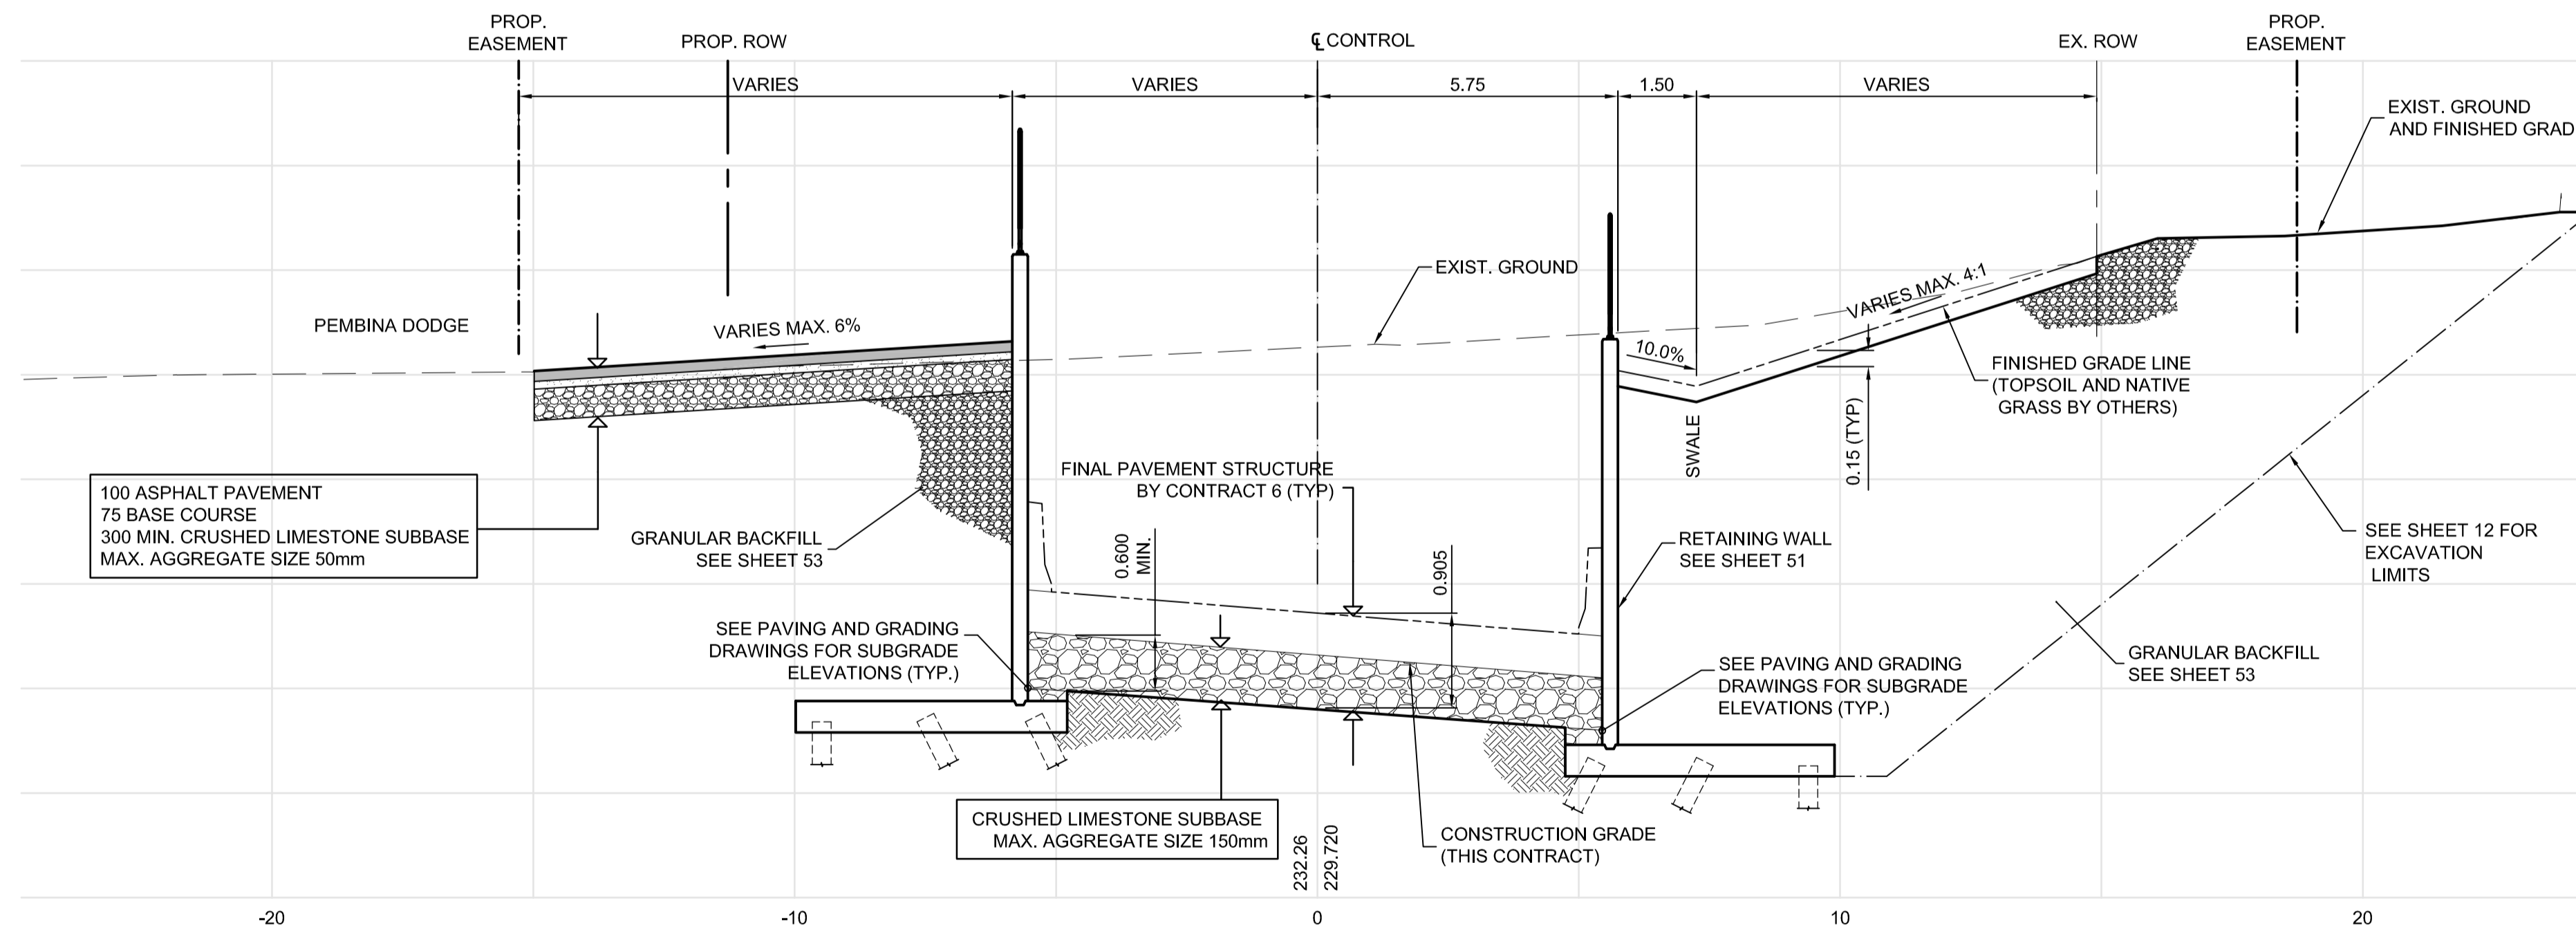 PROP.
EASEMENT
PROP. ROW
℄ CONTROL
EX. ROW
PROP.
EASEMENT
VARIES
VARIES
5.75
1.50
VARIES
EXIST. GROUND
AND FINISHED GRAD
EXIST. GROUND
VARIES MAX. 4:1
PEMBINA DODGE
VARIES MAX. 6%
10.0%
FINISHED GRADE LINE
(TOPSOIL AND NATIVE
GRASS BY OTHERS)
SWALE
0.15 (TYP)
100 ASPHALT PAVEMENT
75 BASE COURSE
300 MIN. CRUSHED LIMESTONE SUBBASE
MAX. AGGREGATE SIZE 50mm
GRANULAR BACKFILL
SEE SHEET 53
FINAL PAVEMENT STRUCTURE
BY CONTRACT 6 (TYP)
0.600
MIN.
0.905
RETAINING WALL
SEE SHEET 51
SEE SHEET 12 FOR
EXCAVATION
LIMITS
SEE PAVING AND GRADING
DRAWINGS FOR SUBGRADE
ELEVATIONS (TYP.)
SEE PAVING AND GRADING
DRAWINGS FOR SUBGRADE
ELEVATIONS (TYP.)
GRANULAR BACKFILL
SEE SHEET 53
CRUSHED LIMESTONE SUBBASE
MAX. AGGREGATE SIZE 150mm
232.26
229.720
CONSTRUCTION GRADE
(THIS CONTRACT)
-20
-10
0
10
20